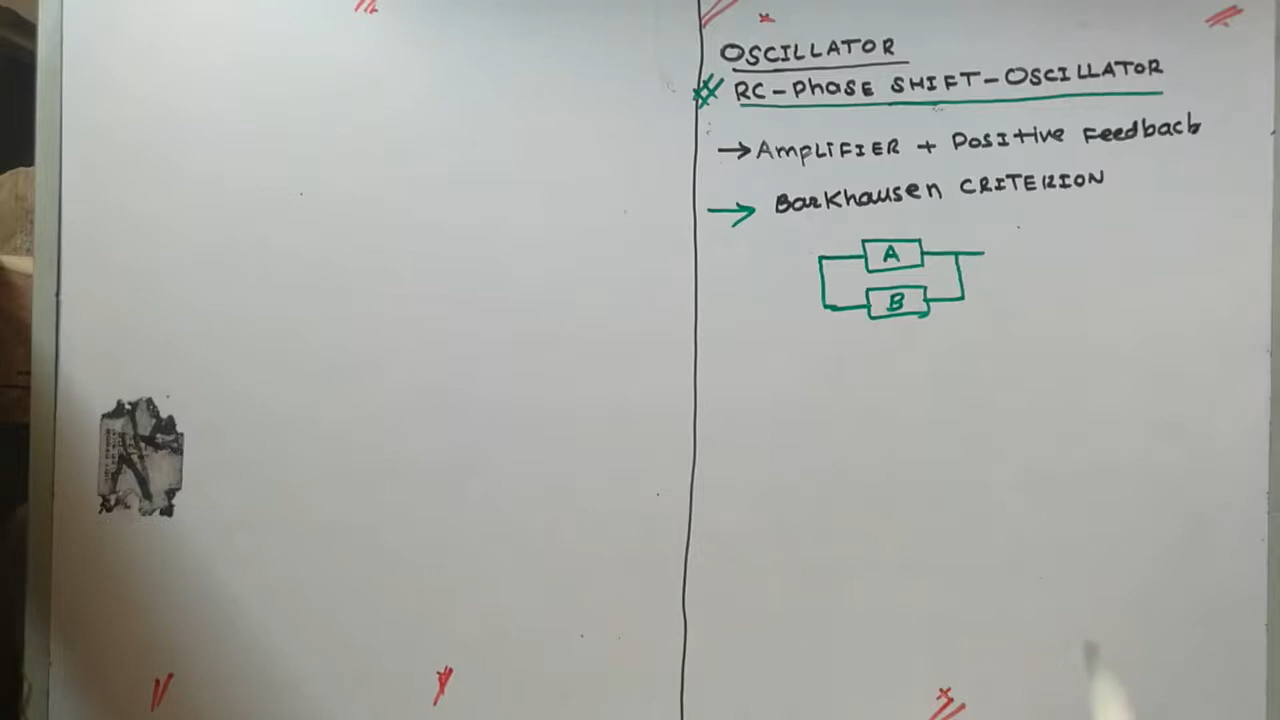 OSCILLATOR
RC-PhASE SHIFT-OSCILLATOR
→ AmpLIFIER + Positive Feedback
→ Barkhausen CRITERION
A
B